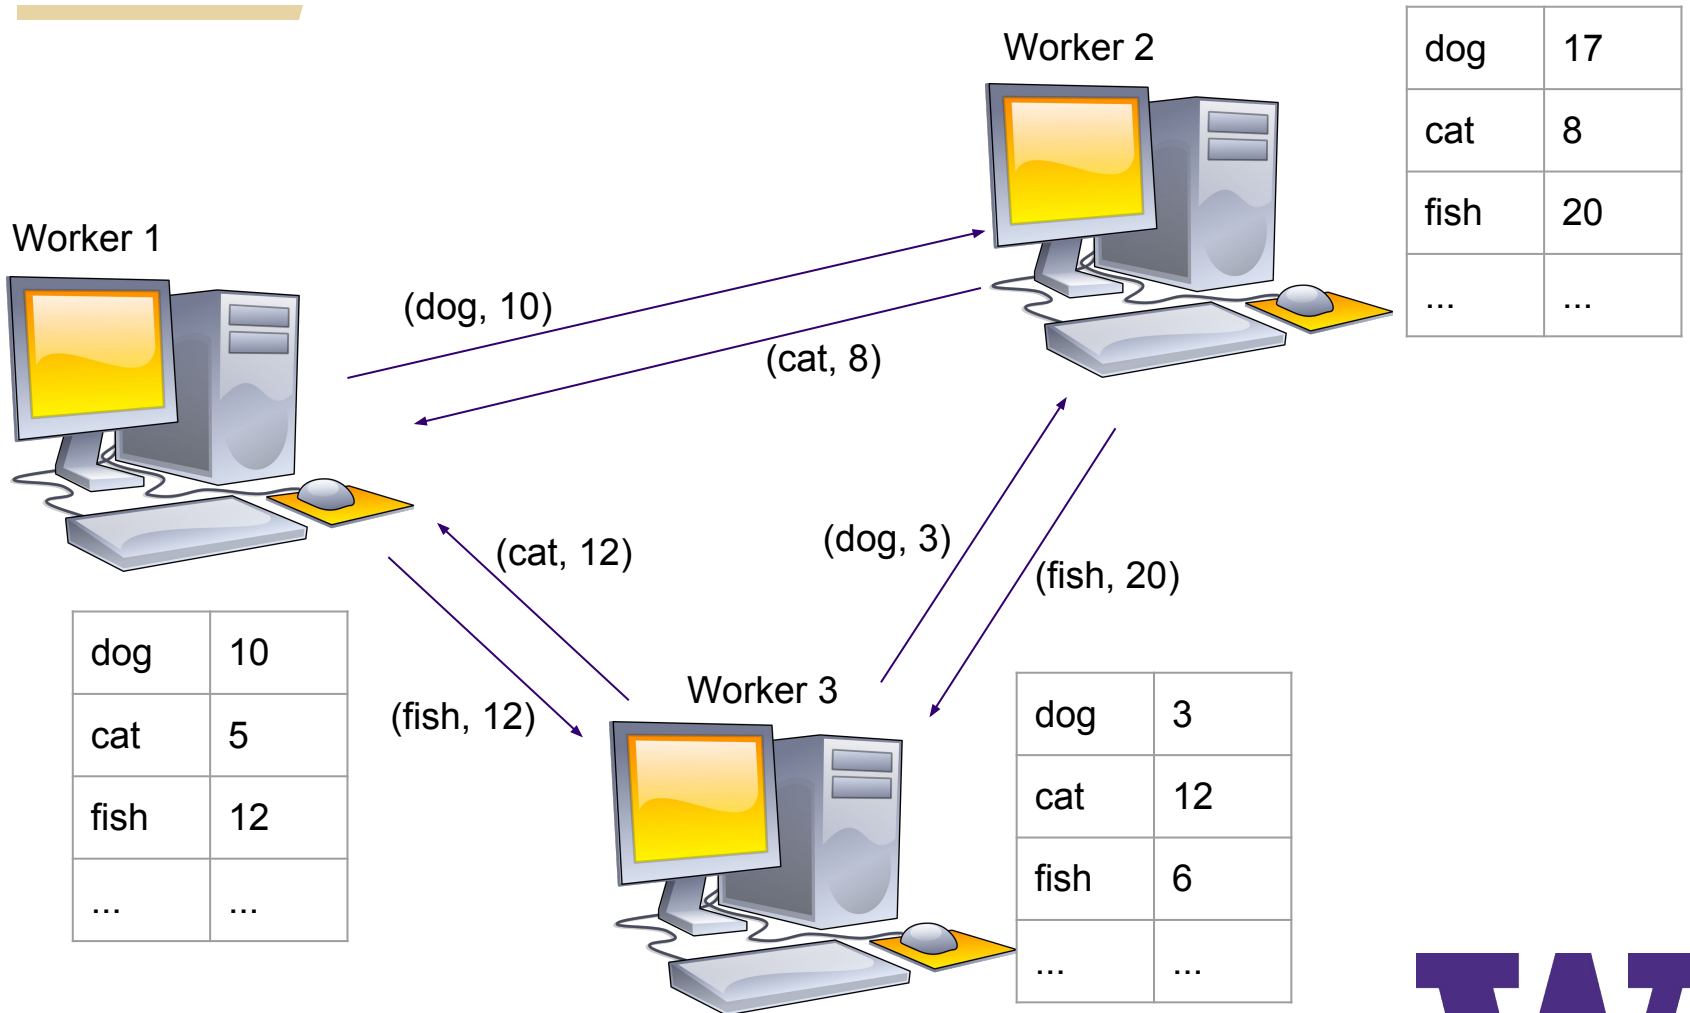 Worker 2
dog 17
cat 8
fish 20
... ...
Worker 1
(dog, 10)
(cat, 8)
(cat, 12)
(dog, 3)
(fish, 20)
dog 10
cat 5
fish 12
... ...
(fish, 12)
Worker 3
dog 3
cat 12
fish 6
... ...